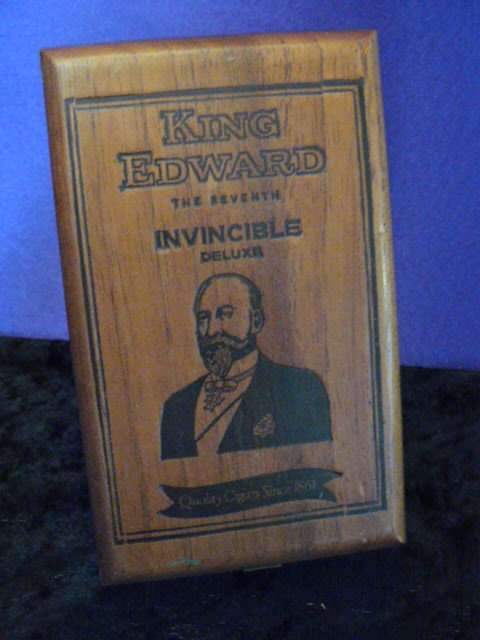 KING
EDWARD
THE SEVENTH
INVINCIBLE
DELUXE
Quality Cigars Since 1861